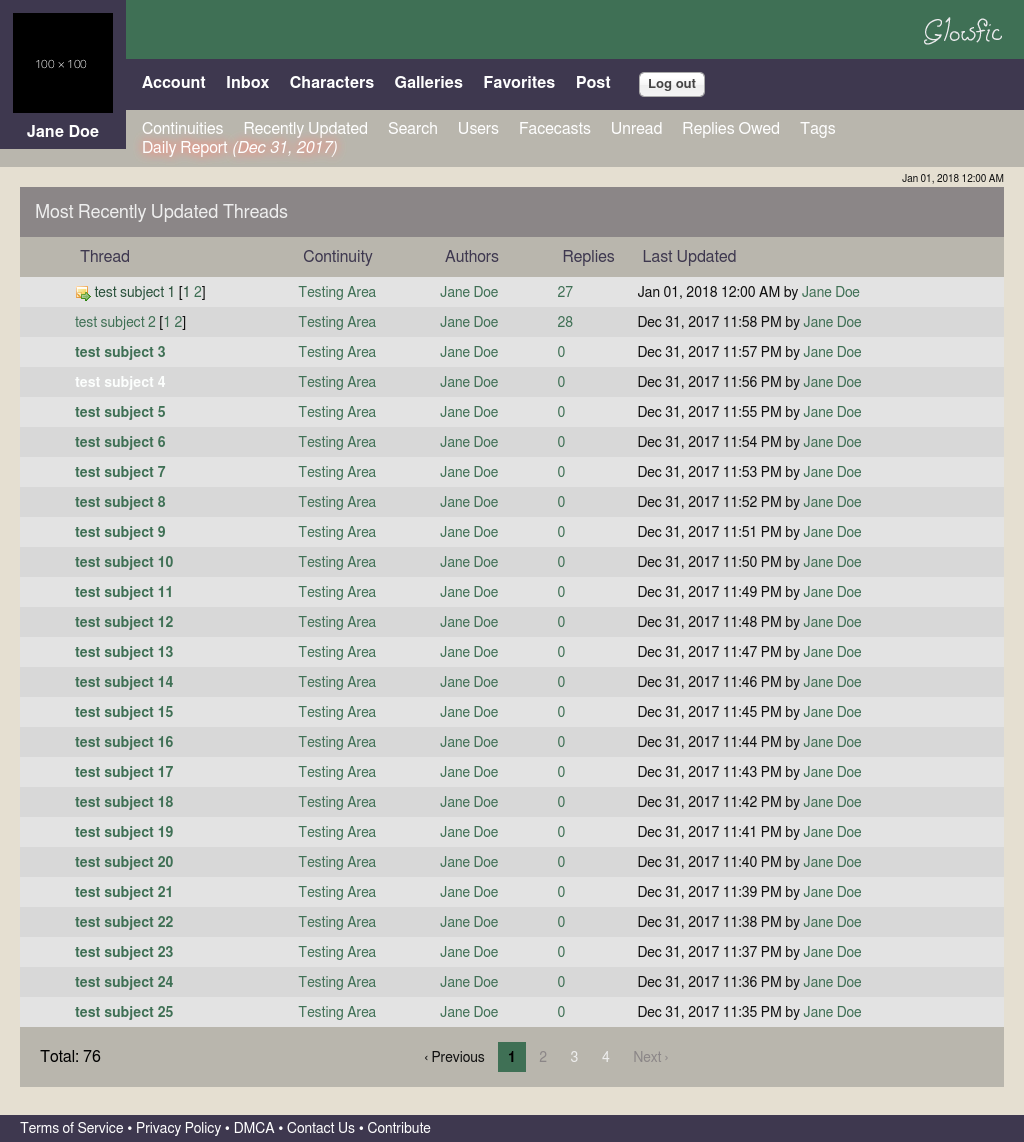 100 × 100
Glowfic
Account Inbox Characters Galleries Favorites Post Log out
Jane Doe
Continuities Recently Updated Search Users Facecasts Unread Replies Owed Tags
Daily Report (Dec 31, 2017)
Jan 01, 2018 12:00 AM
Most Recently Updated Threads
Thread Continuity Authors Replies Last Updated
test subject 1 [1 2] Testing Area Jane Doe 27 Jan 01, 2018 12:00 AM by Jane Doe
test subject 2 [1 2] Testing Area Jane Doe 28 Dec 31, 2017 11:58 PM by Jane Doe
test subject 3 Testing Area Jane Doe 0 Dec 31, 2017 11:57 PM by Jane Doe
test subject 4 Testing Area Jane Doe 0 Dec 31, 2017 11:56 PM by Jane Doe
test subject 5 Testing Area Jane Doe 0 Dec 31, 2017 11:55 PM by Jane Doe
test subject 6 Testing Area Jane Doe 0 Dec 31, 2017 11:54 PM by Jane Doe
test subject 7 Testing Area Jane Doe 0 Dec 31, 2017 11:53 PM by Jane Doe
test subject 8 Testing Area Jane Doe 0 Dec 31, 2017 11:52 PM by Jane Doe
test subject 9 Testing Area Jane Doe 0 Dec 31, 2017 11:51 PM by Jane Doe
test subject 10 Testing Area Jane Doe 0 Dec 31, 2017 11:50 PM by Jane Doe
test subject 11 Testing Area Jane Doe 0 Dec 31, 2017 11:49 PM by Jane Doe
test subject 12 Testing Area Jane Doe 0 Dec 31, 2017 11:48 PM by Jane Doe
test subject 13 Testing Area Jane Doe 0 Dec 31, 2017 11:47 PM by Jane Doe
test subject 14 Testing Area Jane Doe 0 Dec 31, 2017 11:46 PM by Jane Doe
test subject 15 Testing Area Jane Doe 0 Dec 31, 2017 11:45 PM by Jane Doe
test subject 16 Testing Area Jane Doe 0 Dec 31, 2017 11:44 PM by Jane Doe
test subject 17 Testing Area Jane Doe 0 Dec 31, 2017 11:43 PM by Jane Doe
test subject 18 Testing Area Jane Doe 0 Dec 31, 2017 11:42 PM by Jane Doe
test subject 19 Testing Area Jane Doe 0 Dec 31, 2017 11:41 PM by Jane Doe
test subject 20 Testing Area Jane Doe 0 Dec 31, 2017 11:40 PM by Jane Doe
test subject 21 Testing Area Jane Doe 0 Dec 31, 2017 11:39 PM by Jane Doe
test subject 22 Testing Area Jane Doe 0 Dec 31, 2017 11:38 PM by Jane Doe
test subject 23 Testing Area Jane Doe 0 Dec 31, 2017 11:37 PM by Jane Doe
test subject 24 Testing Area Jane Doe 0 Dec 31, 2017 11:36 PM by Jane Doe
test subject 25 Testing Area Jane Doe 0 Dec 31, 2017 11:35 PM by Jane Doe
Total: 76 ‹ Previous 1 2 3 4 Next ›
Terms of Service • Privacy Policy • DMCA • Contact Us • Contribute